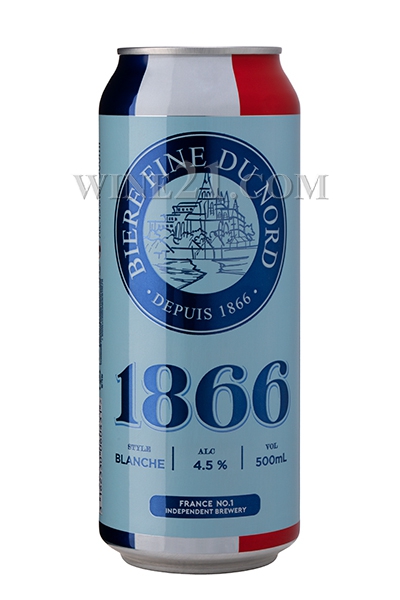 BIERE FINE DU NORD
WINE21.COM
· DEPUIS 1866 ·
1866
STYLE
BLANCHE
ALC
4.5 %
VOL
500mL
FRANCE NO.1
INDEPENDENT BREWERY